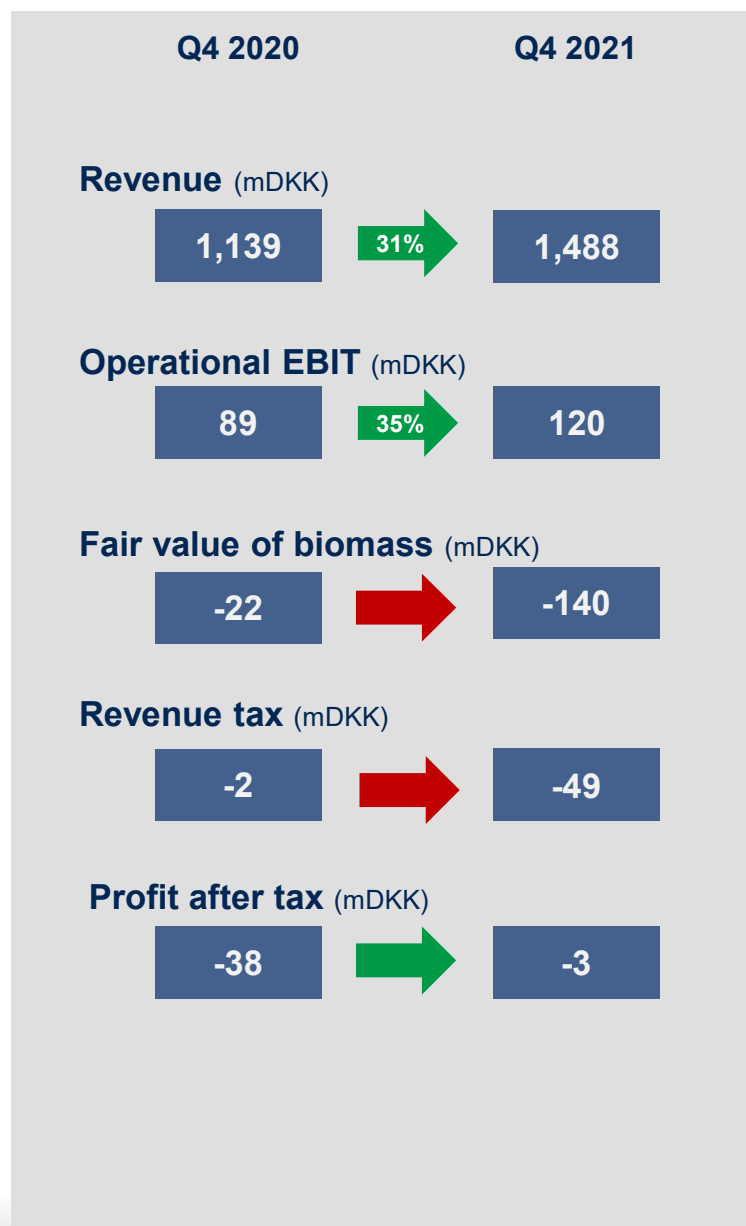 Q4 2020 Q4 2021
Revenue (mDKK)
1,139 31% 1,488
Operational EBIT (mDKK)
89 35% 120
Fair value of biomass (mDKK)
-22 -140
Revenue tax (mDKK)
-2 -49
Profit after tax (mDKK)
-38 -3